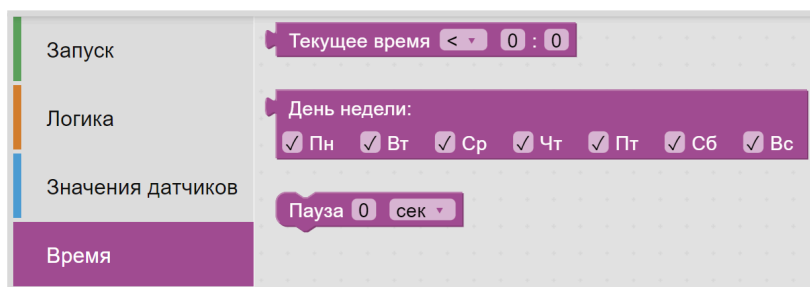 Запуск
Логика
Значения датчиков
Время
Текущее время < 0 : 0
День недели:
✓ Пн ✓ Вт ✓ Ср ✓ Чт ✓ Пт ✓ Сб ✓ Вс
Пауза 0 сек